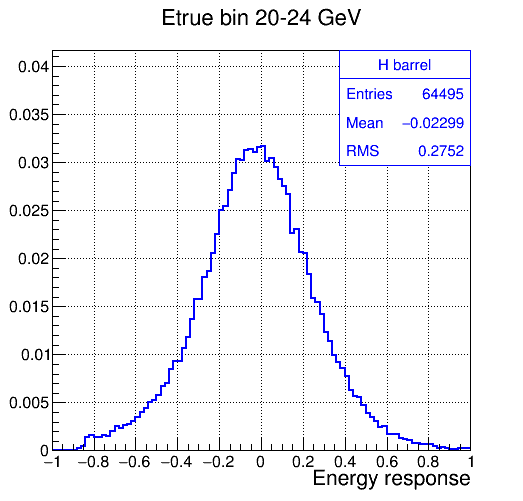 Etrue bin 20-24 GeV
H barrel
Entries 64495
Mean −0.02299
RMS 0.2752
0.04
0.035
0.03
0.025
0.02
0.015
0.01
0.005
0
−1 −0.8 −0.6 −0.4 −0.2 0 0.2 0.4 0.6 0.8 1
Energy response